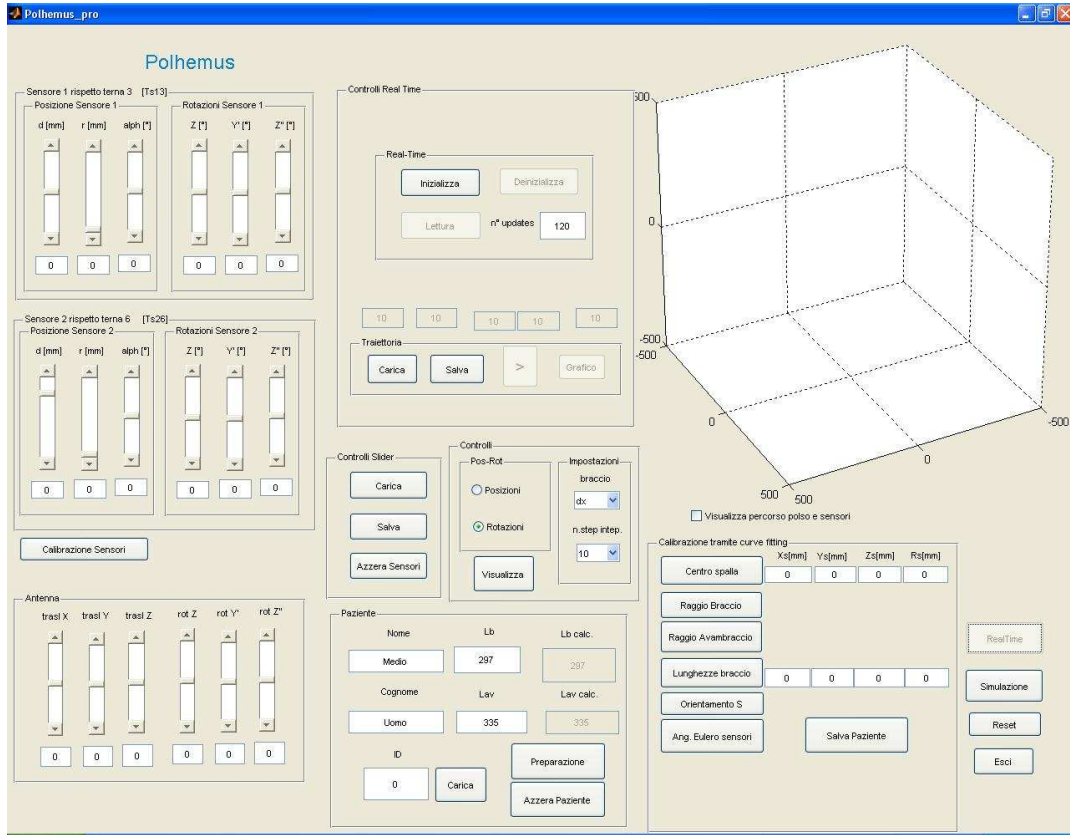 Polhemus_pro
Polhemus
Sensore 1 rispetto terna 3 [Ts13]
Posizione Sensore 1
d [mm] r [mm] alph [°]
0 0 0
Rotazioni Sensore 1
Z [°] Y' [°] Z'' [°]
0 0 0
Sensore 2 rispetto terna 6 [Ts26]
Posizione Sensore 2
d [mm] r [mm] alph [°]
0 0 0
Rotazioni Sensore 2
Z [°] Y' [°] Z'' [°]
0 0 0
Calibrazione Sensori
Antenna
trasl X trasl Y trasl Z rot Z rot Y' rot Z''
0 0 0 0 0 0
Controlli Real Time
Real-Time
Inizializza Deinizializza
Lettura n° updates 120
10 10 10 10 10
Traiettoria
Carica Salva > Grafico
Controlli Slider
Carica
Salva
Azzera Sensori
Controlli
Pos-Rot
Posizioni
Rotazioni
Visualizza
Impostazioni
braccio
dx
n.step intep.
10
Paziente
Nome Lb Lb calc.
Medio 297 297
Cognome Lav Lav calc.
Uomo 335 335
ID
0 Carica
Preparazione
Azzera Paziente
500
0
-500
-500
0
500
500
0
-500
Visualizza percorso polso e sensori
Calibrazione tramite curve fitting
Xs[mm] Ys[mm] Zs[mm] Rs[mm]
Centro spalla 0 0 0 0
Raggio Braccio
Raggio Avambraccio
Lunghezze braccio 0 0 0 0
Orientamento S
Ang. Eulero sensori
Salva Paziente
RealTime
Simulazione
Reset
Esci